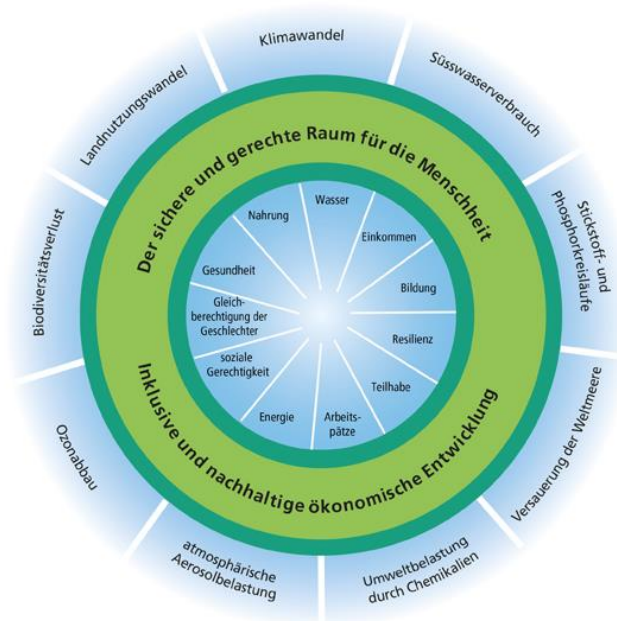 Klimawandel
Süsswasserverbrauch
Stickstoff- und
Phosphorkreisläufe
Versauerung der Weltmeere
Umweltbelastung
durch Chemikalien
atmosphärische
Aerosolbelastung
Ozonabbau
Biodiversitätsverlust
Landnutzungswandel
Der sichere und gerechte Raum für die Menschheit
Inklusive und nachhaltige ökonomische Entwicklung
Wasser
Einkommen
Bildung
Resilienz
Teilhabe
Arbeits-
pätze
Energie
soziale
Gerechtigkeit
Gleich-
berechtigung der
Geschlechter
Gesundheit
Nahrung